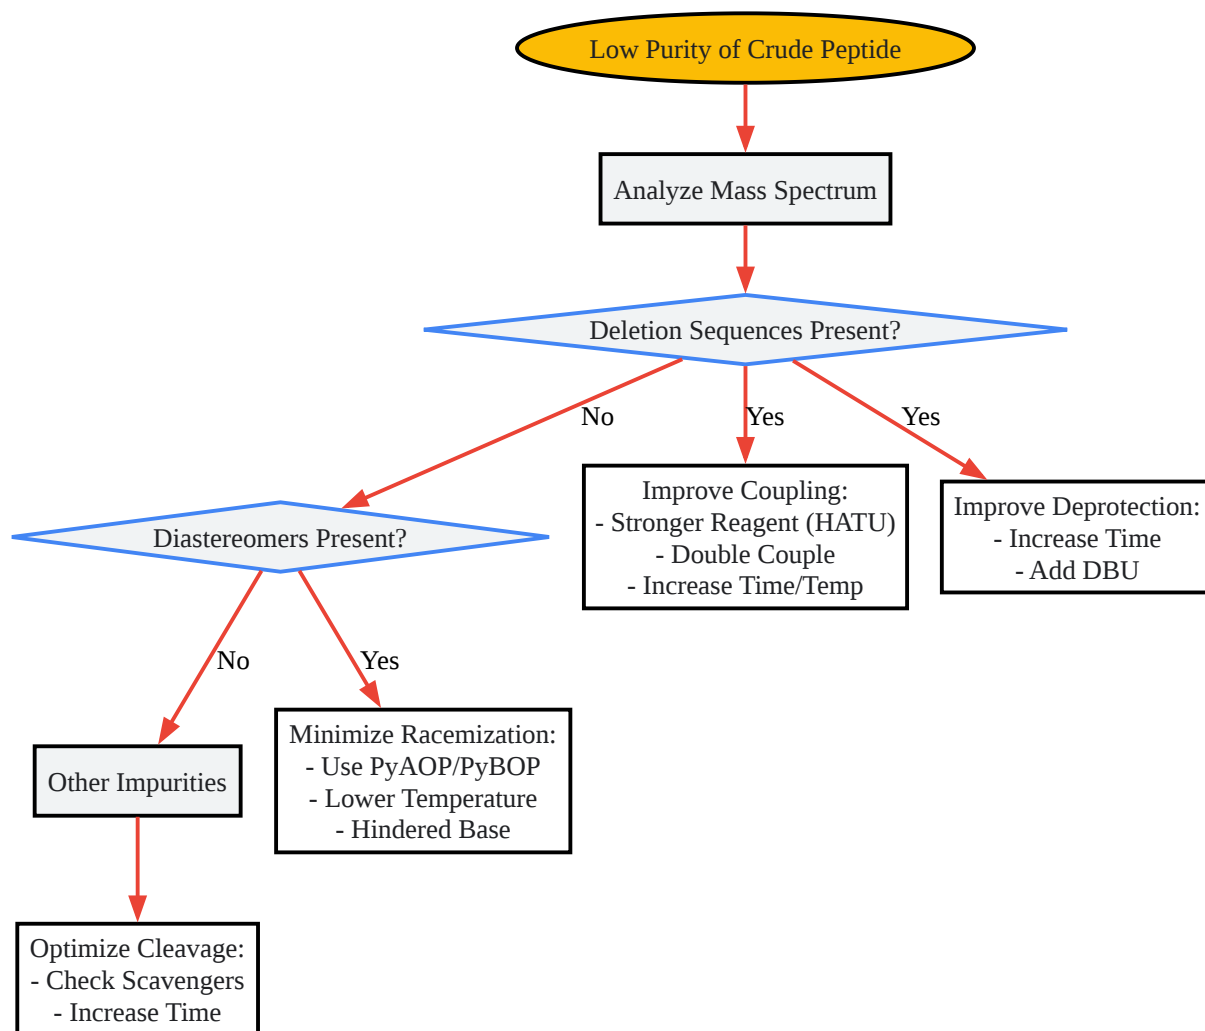 Low Purity of Crude Peptide
Analyze Mass Spectrum
Deletion Sequences Present?
No
Yes
Yes
Improve Coupling:
- Stronger Reagent (HATU)
- Double Couple
- Increase Time/Temp
Improve Deprotection:
- Increase Time
- Add DBU
Diastereomers Present?
No
Yes
Minimize Racemization:
- Use PyAOP/PyBOP
- Lower Temperature
- Hindered Base
Other Impurities
Optimize Cleavage:
- Check Scavengers
- Increase Time